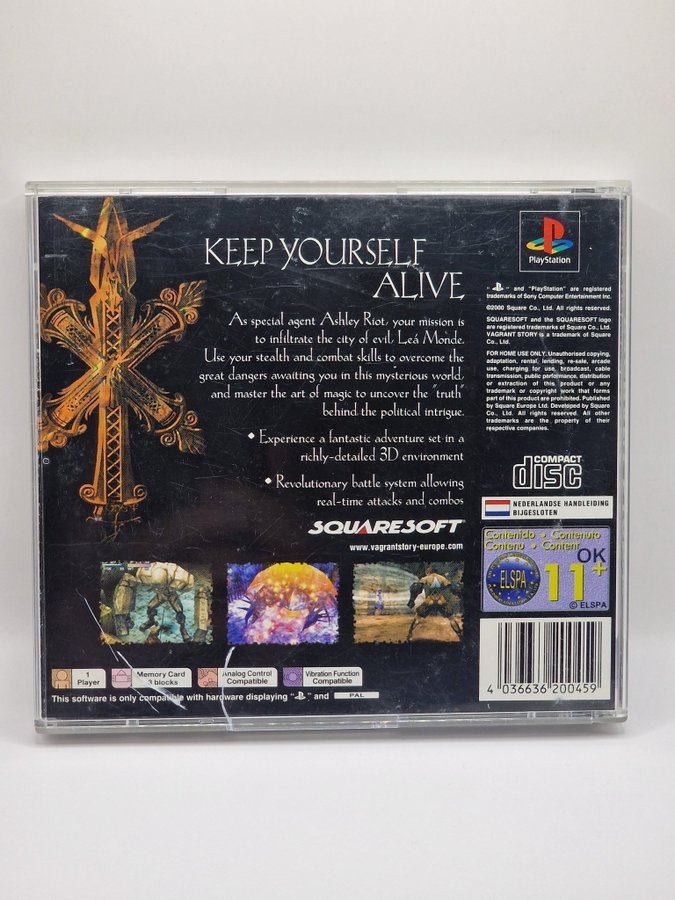 KEEP YOURSELF
ALIVE
As special agent Ashley Riot, your mission is
to infiltrate the city of evil, Leá Monde.
Use your stealth and combat skills to overcome the
great dangers awaiting you in this mysterious world,
and master the art of magic to uncover the "truth"
behind the political intrigue.
• Experience a fantastic adventure set in a
richly-detailed 3D environment
• Revolutionary battle system allowing
real-time attacks and combos
SQUARESOFT
www.vagrantstory-europe.com
PlayStation
" " and "PlayStation" are registered
trademarks of Sony Computer Entertainment Inc.
©2000 Square Co., Ltd. All rights reserved.
SQUARESOFT and the SQUARESOFT logo
are registered trademarks of Square Co., Ltd.
VAGRANT STORY is a trademark of Square
Co., Ltd.
FOR HOME USE ONLY. Unauthorised copying,
adaptation, rental, lending, re-sale, arcade
use, charging for use, broadcast, cable
transmission, public performance, distribution
or extraction of this product or any
trademark or copyright work that forms
part of this product are prohibited. Published
by Square Europe Ltd. Developed by Square
Co., Ltd. All rights reserved. All other
trademarks are the property of their
respective companies.
COMPACT
disc
NEDERLANDSE HANDLEIDING
BIJGESLOTEN
Contenido • Contenuto
Contenu • Content
OK
ELSPA
11+
© ELSPA
4 036636 200459
1
Player
Memory Card
3 blocks
Analog Control
Compatible
Vibration Function
Compatible
This software is only compatible with hardware displaying " " and PAL